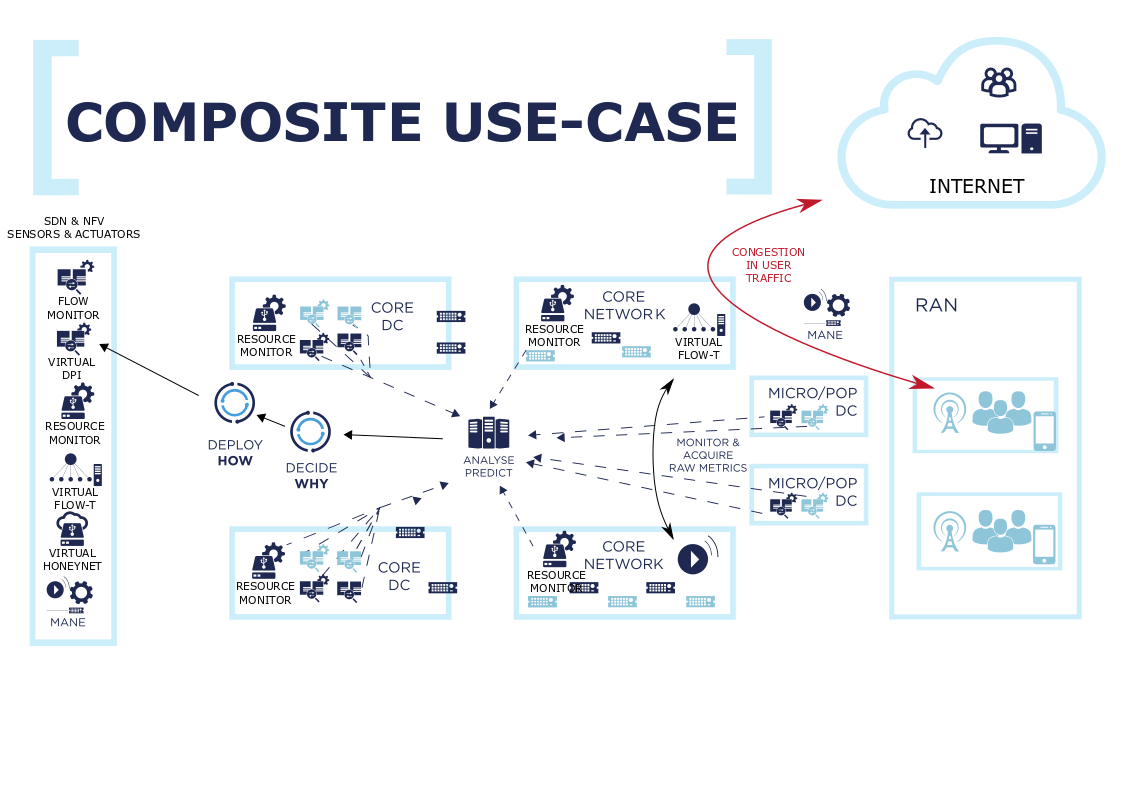 COMPOSITE USE-CASE
INTERNET
SDN & NFV
SENSORS & ACTUATORS
FLOW
MONITOR
VIRTUAL
DPI
RESOURCE
MONITOR
VIRTUAL
FLOW-T
VIRTUAL
HONEYNET
MANE
RESOURCE
MONITOR
CORE
DC
DEPLOY
HOW
DECIDE
WHY
RESOURCE
MONITOR
CORE
DC
RESOURCE
MONITOR
CORE
NETWORK
VIRTUAL
FLOW-T
ANALYSE
PREDICT
MONITOR &
ACQUIRE
RAW METRICS
RESOURCE
MONITOR
CORE
NETWORK
CONGESTION
IN USER
TRAFFIC
MANE
MICRO/POP
DC
MICRO/POP
DC
RAN